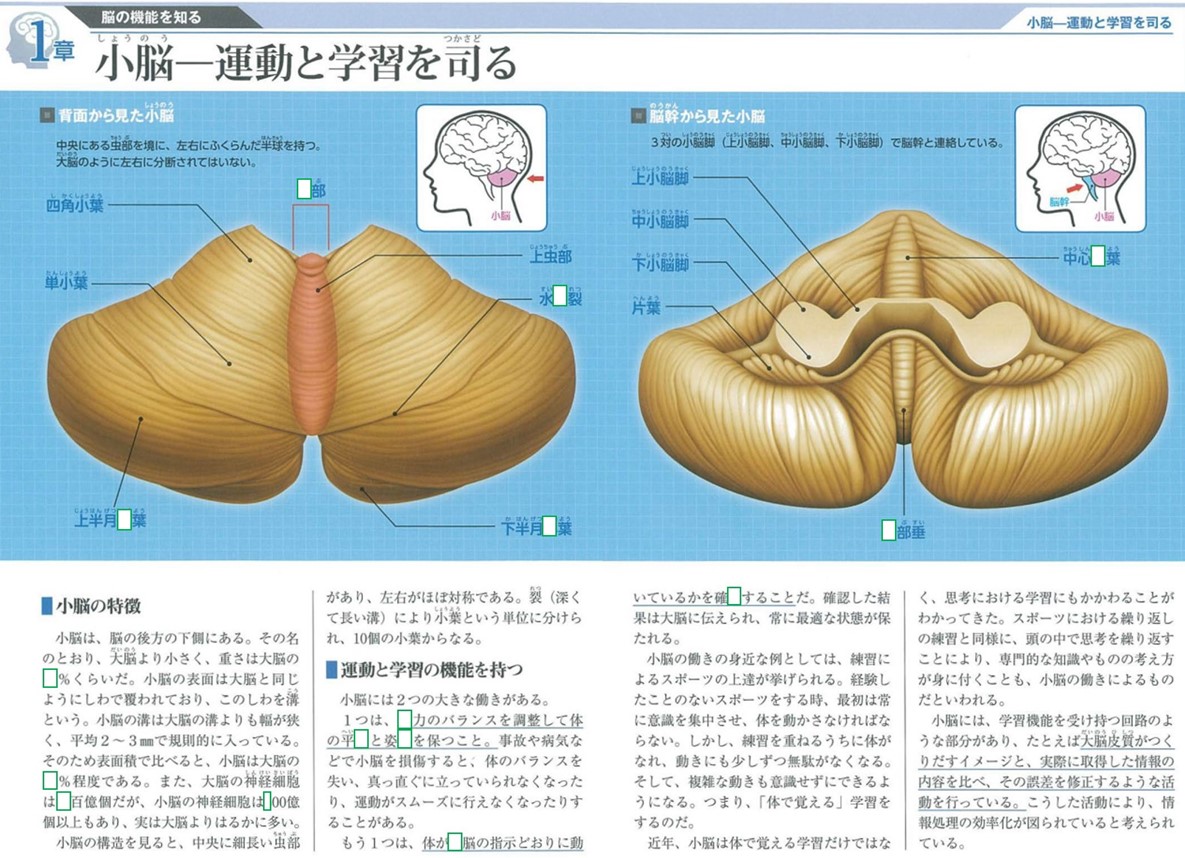 1章
脳の機能を知る
小脳―運動と学習を司る
しょうのう
つかさど
小脳―運動と学習を司る
背面から見た小脳
しょうのう
中央にある虫部を境に、左右にふくらんだ半球を持つ。
大脳のように左右に分断されてはいない。
小脳
部
四角小葉
単小葉
上虫部
水 裂
上半月 葉
下半月 葉
脳幹から見た小脳
のうかん
3対の小脳脚（上小脳脚、中小脳脚、下小脳脚）で脳幹と連絡している。
脳幹
小脳
上小脳脚
中小脳脚
下小脳脚
片葉
中心 葉
部垂
小脳の特徴
小脳は、脳の後方の下側にある。その名
のとおり、大脳より小さく、重さは大脳の
％くらいだ。小脳の表面は大脳と同じ
ようにしわで覆われており、このしわを溝
という。小脳の溝は大脳の溝よりも幅が狭
く、平均２～３㎜で規則的に入っている。
そのため表面積で比べると、小脳は大脳の
％程度である。また、大脳の神経細胞
は 百億個だが、小脳の神経細胞は 00億
個以上もあり、実は大脳よりはるかに多い。
小脳の構造を見ると、中央に細長い虫部
があり、左右がほぼ対称である。裂（深く
て長い溝）により小葉という単位に分けら
れ、10個の小葉からなる。
運動と学習の機能を持つ
小脳には２つの大きな働きがある。
１つは、 力のバランスを調整して体
の平 と姿 を保つこと。事故や病気な
どで小脳を損傷すると、体のバランスを
失い、真っ直ぐに立っていられなくなった
り、運動がスムーズに行えなくなったりす
ることがある。
もう１つは、体が 脳の指示どおりに動
いているかを確 することだ。確認した結
果は大脳に伝えられ、常に最適な状態が保
たれる。
小脳の働きの身近な例としては、練習に
よるスポーツの上達が挙げられる。経験し
たことのないスポーツをする時、最初は常
に意識を集中させ、体を動かさなければな
らない。しかし、練習を重ねるうちに体が
なれ、動きにも少しずつ無駄がなくなる。
そして、複雑な動きも意識せずにできるよ
うになる。つまり、「体で覚える」学習を
するのだ。
近年、小脳は体で覚える学習だけではな
く、思考における学習にもかかわることが
わかってきた。スポーツにおける繰り返し
の練習と同様に、頭の中で思考を繰り返す
ことにより、専門的な知識やものの考え方
が身に付くことも、小脳の働きによるもの
だといわれる。
小脳には、学習機能を受け持つ回路のよ
うな部分があり、たとえば大脳皮質がつく
りだすイメージと、実際に取得した情報の
内容を比べ、その誤差を修正するような活
動を行っている。こうした活動により、情
報処理の効率化が図られていると考えられ
ている。